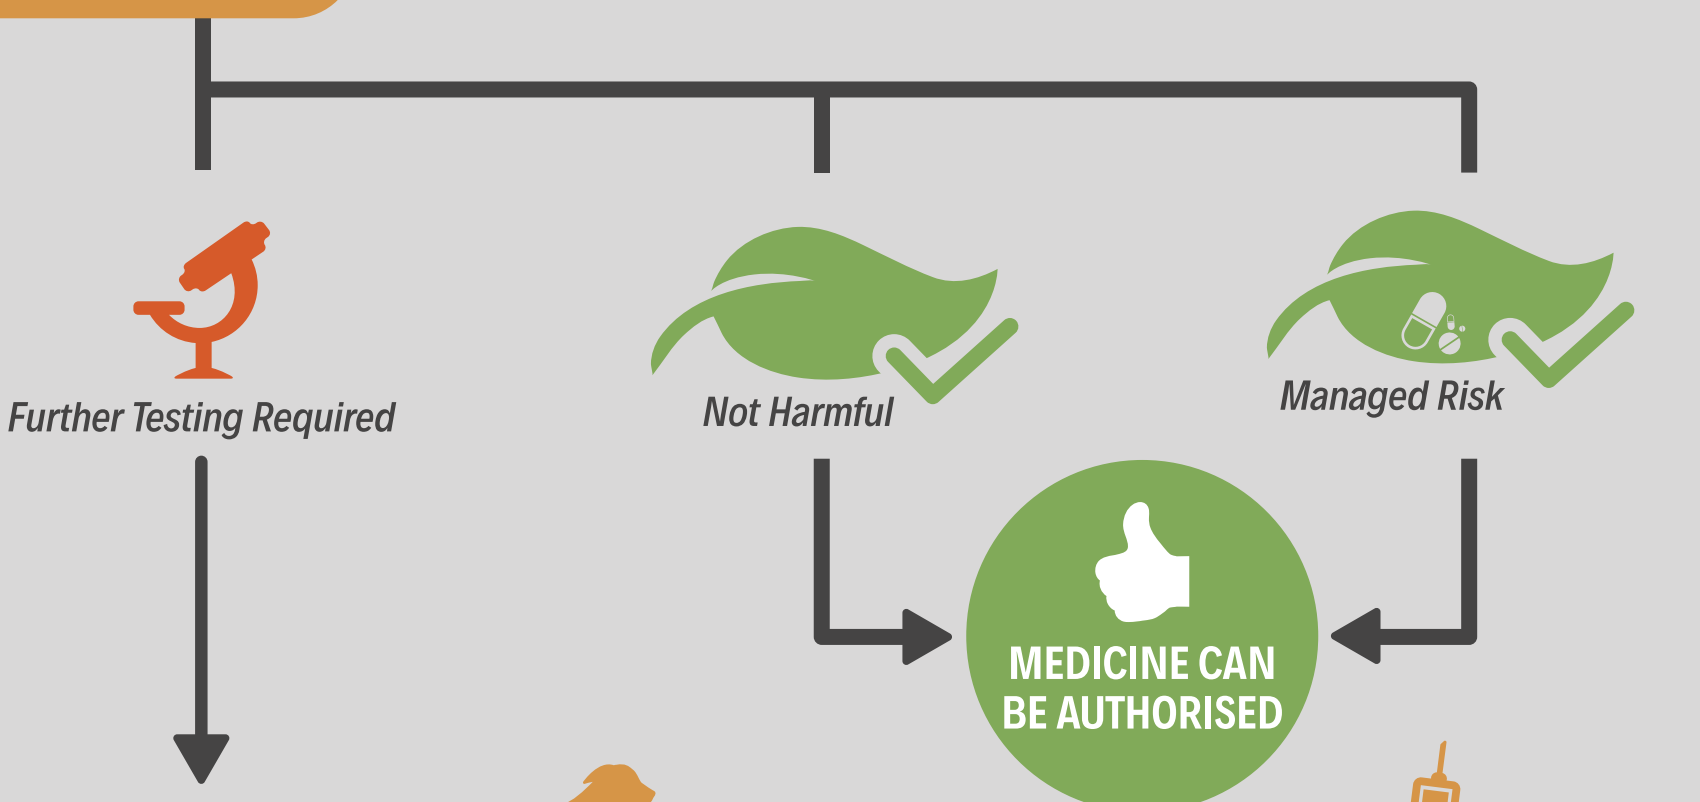 Further Testing Required
Not Harmful
Managed Risk
MEDICINE CAN
BE AUTHORISED